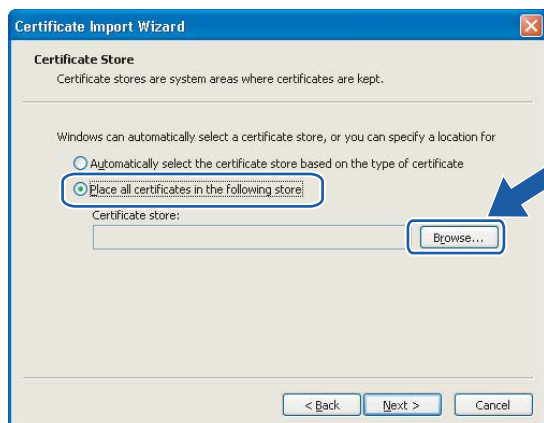 Certificate Import Wizard
Certificate Store
Certificate stores are system areas where certificates are kept.
Windows can automatically select a certificate store, or you can specify a location for
Automatically select the certificate store based on the type of certificate
Place all certificates in the following store
Certificate store:
Browse...
< Back Next > Cancel